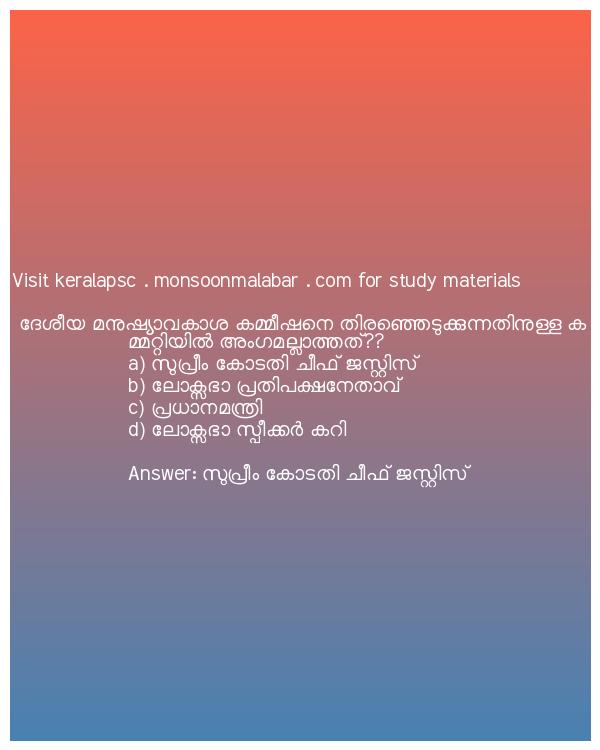 Visit keralapsc . monsoonmalabar . com for study materials
ദേശീയ മനുഷ്യാവകാശ കമ്മീഷനെ തിരഞ്ഞെടുക്കുന്നതിനുള്ള ക
മ്മറ്റിയിൽ അംഗമല്ലാത്തത്??
a) സുപ്രീം കോടതി ചീഫ് ജസ്റ്റിസ്
b) ലോക്സഭാ പ്രതിപക്ഷനേതാവ്
c) പ്രധാനമന്ത്രി
d) ലോക്സഭാ സ്പീക്കർ കറി
Answer: സുപ്രീം കോടതി ചീഫ് ജസ്റ്റിസ്